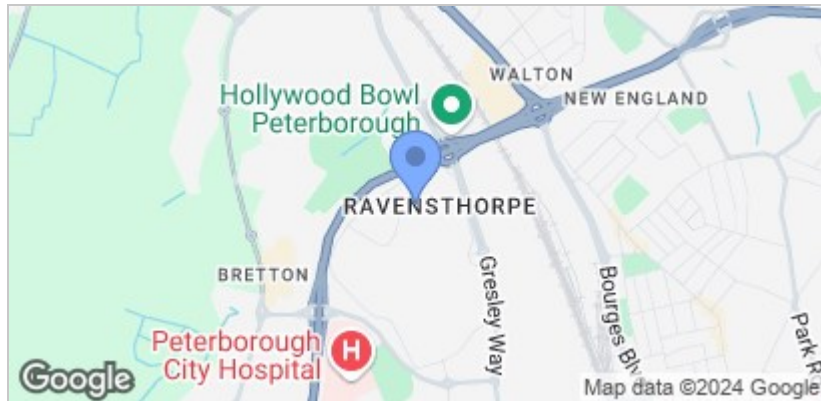 WALTON
Hollywood Bowl
Peterborough
NEW ENGLAND
RAVENSTHORPE
BRETTON
Gresley Way
Bourges Blv
Park R
Peterborough
City Hospital
H
Google
Map data ©2024 Google